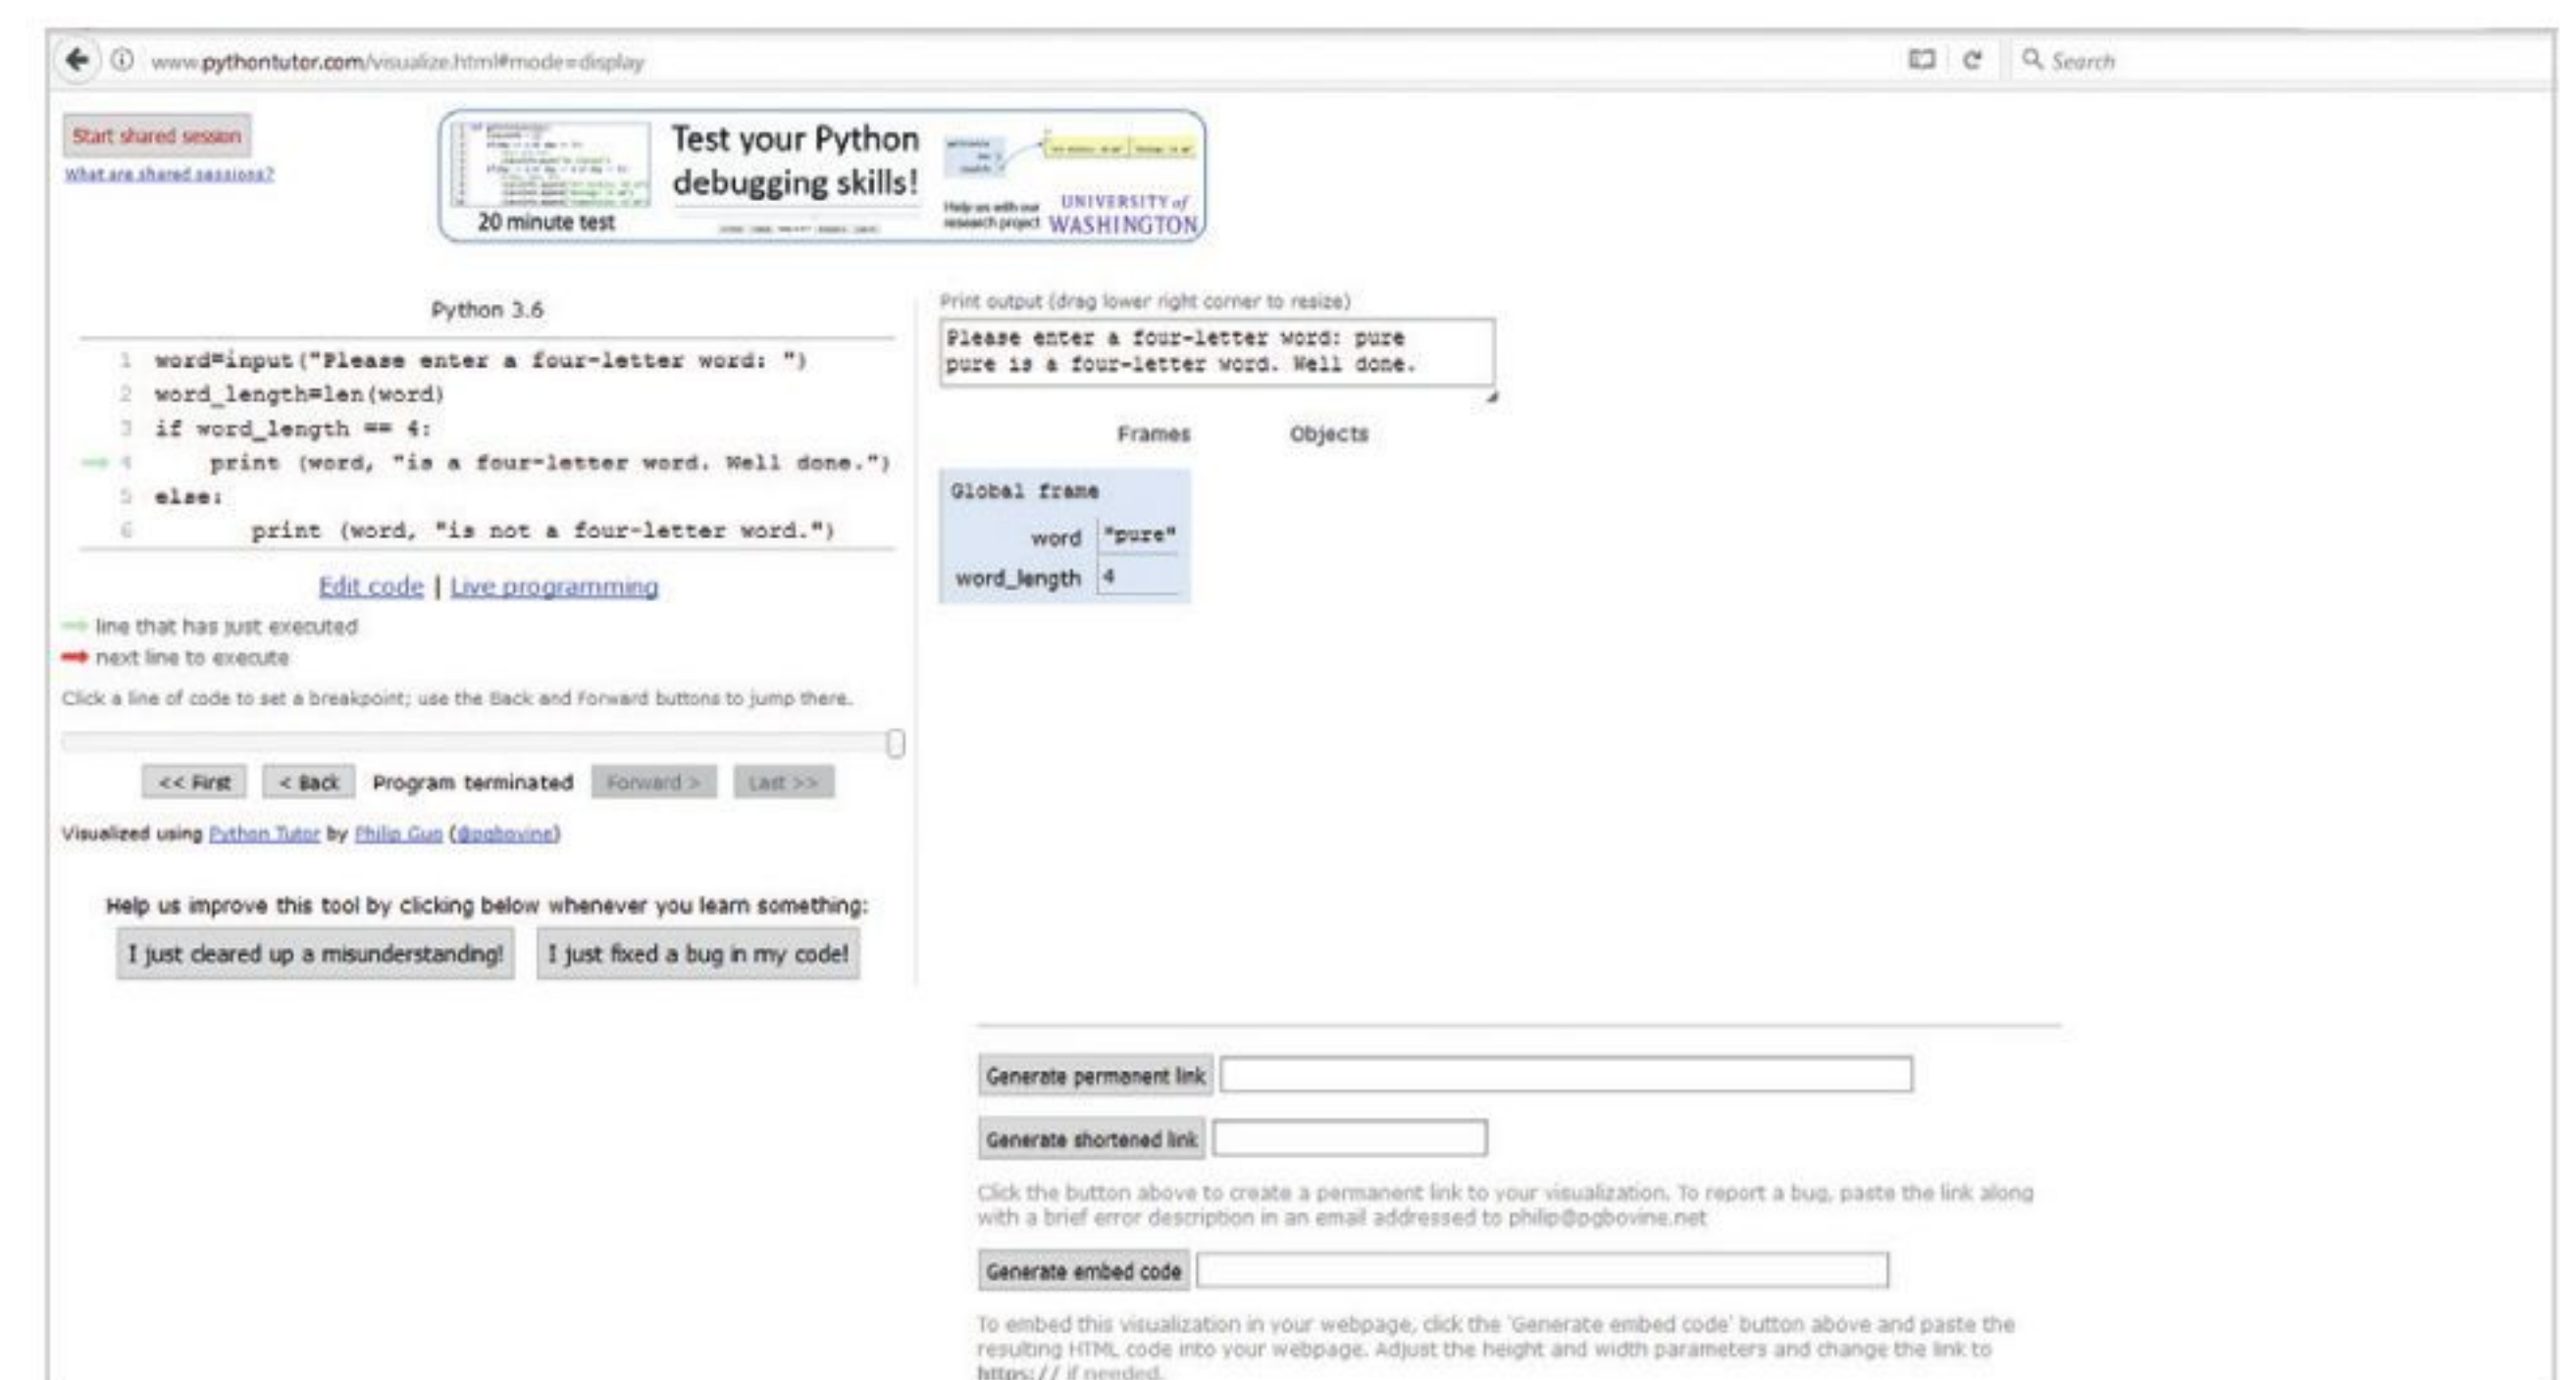 www.pythontutor.com/visualize.html#mode=display
Search
Start shared session
What are shared sessions?
20 minute test
Test your Python
debugging skills!
Help us with our
research project
UNIVERSITY of
WASHINGTON
Python 3.6
1 word=input("Please enter a four-letter word: ")
2 word_length=len(word)
3 if word_length == 4:
4 print (word, "is a four-letter word. Well done.")
5 else:
6 print (word, "is not a four-letter word.")
Edit code | Live programming
line that has just executed
next line to execute
Click a line of code to set a breakpoint; use the Back and Forward buttons to jump there.
<< First < Back Program terminated Forward > Last >>
Visualized using Python Tutor by Philip Guo (@pgbovine)
Help us improve this tool by clicking below whenever you learn something:
I just cleared up a misunderstanding! I just fixed a bug in my code!
Print output (drag lower right corner to resize)
Please enter a four-letter word: pure
pure is a four-letter word. Well done.
Frames Objects
Global frame
word "pure"
word_length 4
Generate permanent link
Generate shortened link
Click the button above to create a permanent link to your visualization. To report a bug, paste the link along
with a brief error description in an email addressed to philip@pgbovine.net
Generate embed code
To embed this visualization in your webpage, click the 'Generate embed code' button above and paste the
resulting HTML code into your webpage. Adjust the height and width parameters and change the link to
https:// if needed.